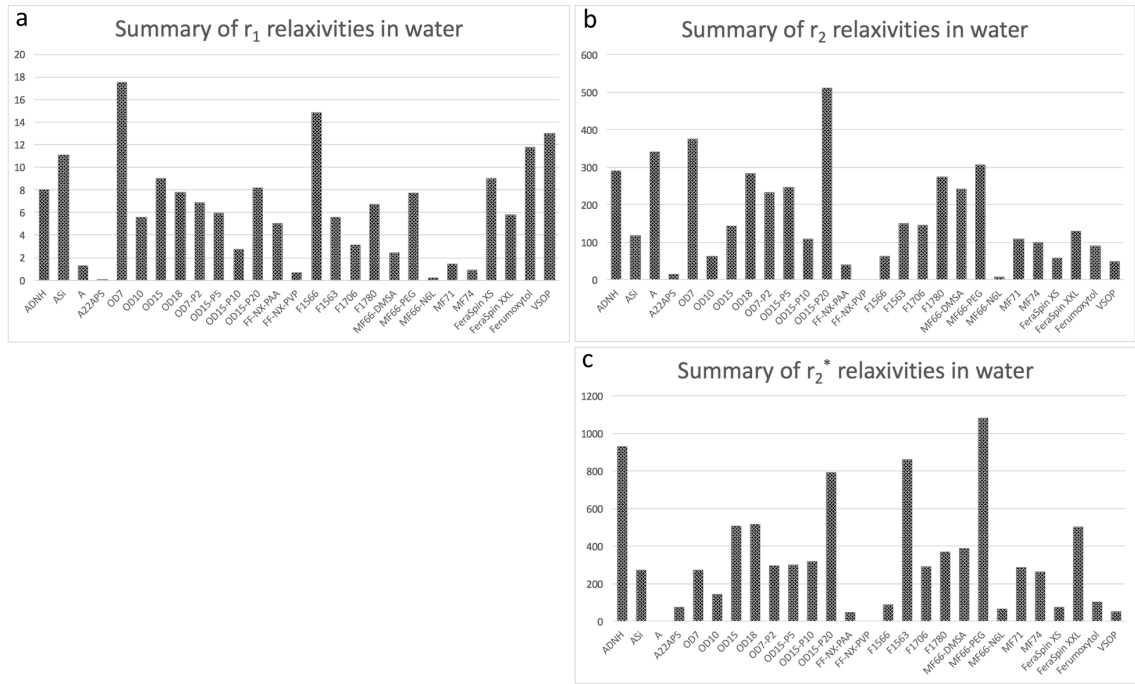 a
Summary of r₁ relaxivities in water
20
18
16
14
12
10
8
6
4
2
0
ADNH ASi A A22APS OD7 OD10 OD15 OD18 OD7-P2 OD15-P5 OD15-P10 OD15-P20 FF-NX-PAA FF-NX-PVP F1566 F1563 F1706 F1780 MF66-DMSA MF66-PEG MF66-N6L MF71 MF74 FeraSpin XS FeraSpin XXL Ferumoxytol VSOP
b
Summary of r₂ relaxivities in water
600
500
400
300
200
100
0
ADNH ASi A A22APS OD7 OD10 OD15 OD18 OD7-P2 OD15-P5 OD15-P10 OD15-P20 FF-NX-PAA FF-NX-PVP F1566 F1563 F1706 F1780 MF66-DMSA MF66-PEG MF66-N6L MF71 MF74 FeraSpin XS FeraSpin XXL Ferumoxytol VSOP
c
Summary of r₂* relaxivities in water
1200
1000
800
600
400
200
0
ADNH ASi A A22APS OD7 OD10 OD15 OD18 OD7-P2 OD15-P5 OD15-P10 OD15-P20 FF-NX-PAA FF-NX-PVP F1566 F1563 F1706 F1780 MF66-DMSA MF66-PEG MF66-N6L MF71 MF74 FeraSpin XS FeraSpin XXL Ferumoxytol VSOP